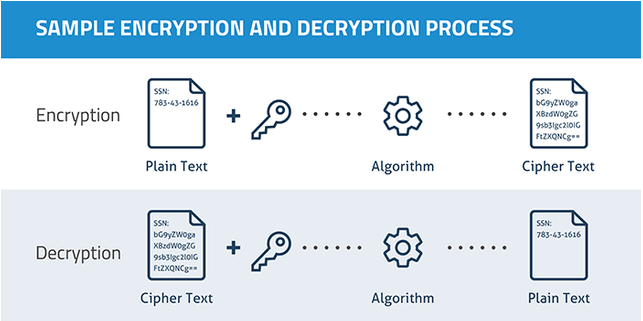 SAMPLE ENCRYPTION AND DECRYPTION PROCESS
Encryption
SSN:
783-43-1616
+
Plain Text
Algorithm
SSN:
bG9yZW0ga
XBzdW0gZG
9sb3Igc2l0IG
FtZXQNCg==
Cipher Text
Decryption
SSN:
bG9yZW0ga
XBzdW0gZG
9sb3Igc2l0IG
FtZXQNCg==
+
Cipher Text
Algorithm
SSN:
783-43-1616
Plain Text